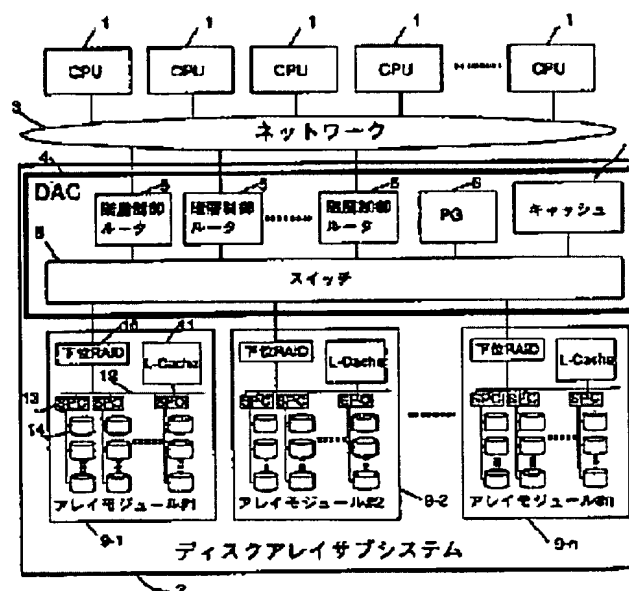 1 1 1 1 1
CPU CPU CPU CPU CPU
3
ネットワーク
4
DAC
5 5 5 6
階層制御ルータ 階層制御ルータ 階層制御ルータ PG キャッシュ
スイッチ
10 11
下位RAID L-Cache 下位RAID L-Cache 下位RAID L-Cache
12
13 SPC SPC SPC SPC SPC SPC SPC SPC SPC
14
アレイモジュール#1 アレイモジュール#2 アレイモジュール#n
9-1 9-2 9-n
ディスクアレイサブシステム
2